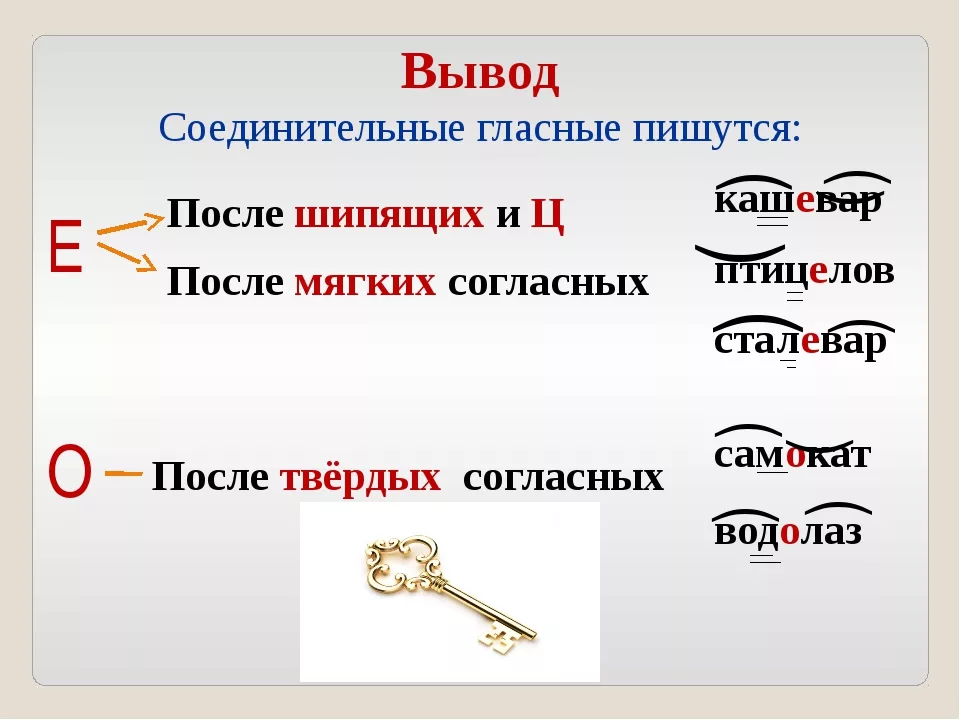 Вывод
Соединительные гласные пишутся:
Е
После шипящих и Ц
После мягких согласных
кашевар
птицелов
сталевар
О
После твёрдых согласных
самокат
водолаз